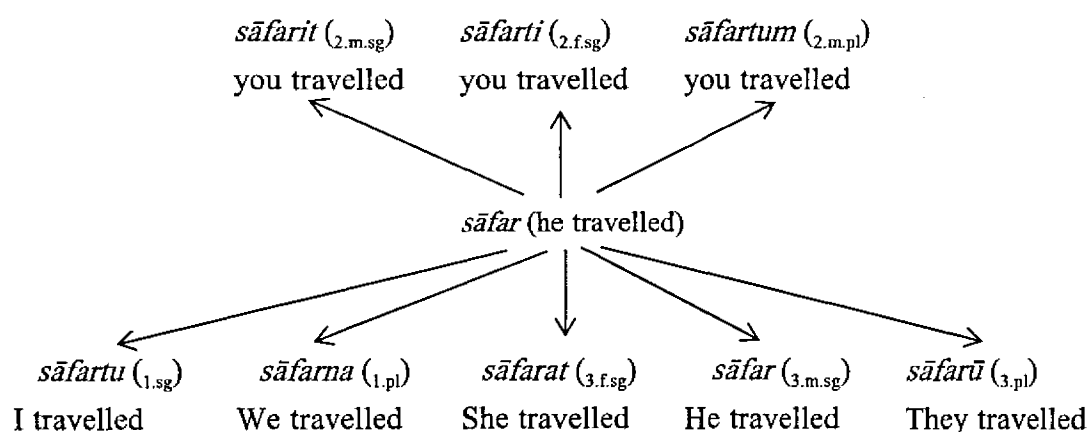 sāfarit (2.m.sg) sāfarti (2.f.sg) sāfartum (2.m.pl)
you travelled you travelled you travelled
sāfar (he travelled)
sāfartu (1.sg) sāfarna (1.pl) sāfarat (3.f.sg) sāfar (3.m.sg) sāfarū (3.pl)
I travelled We travelled She travelled He travelled They travelled